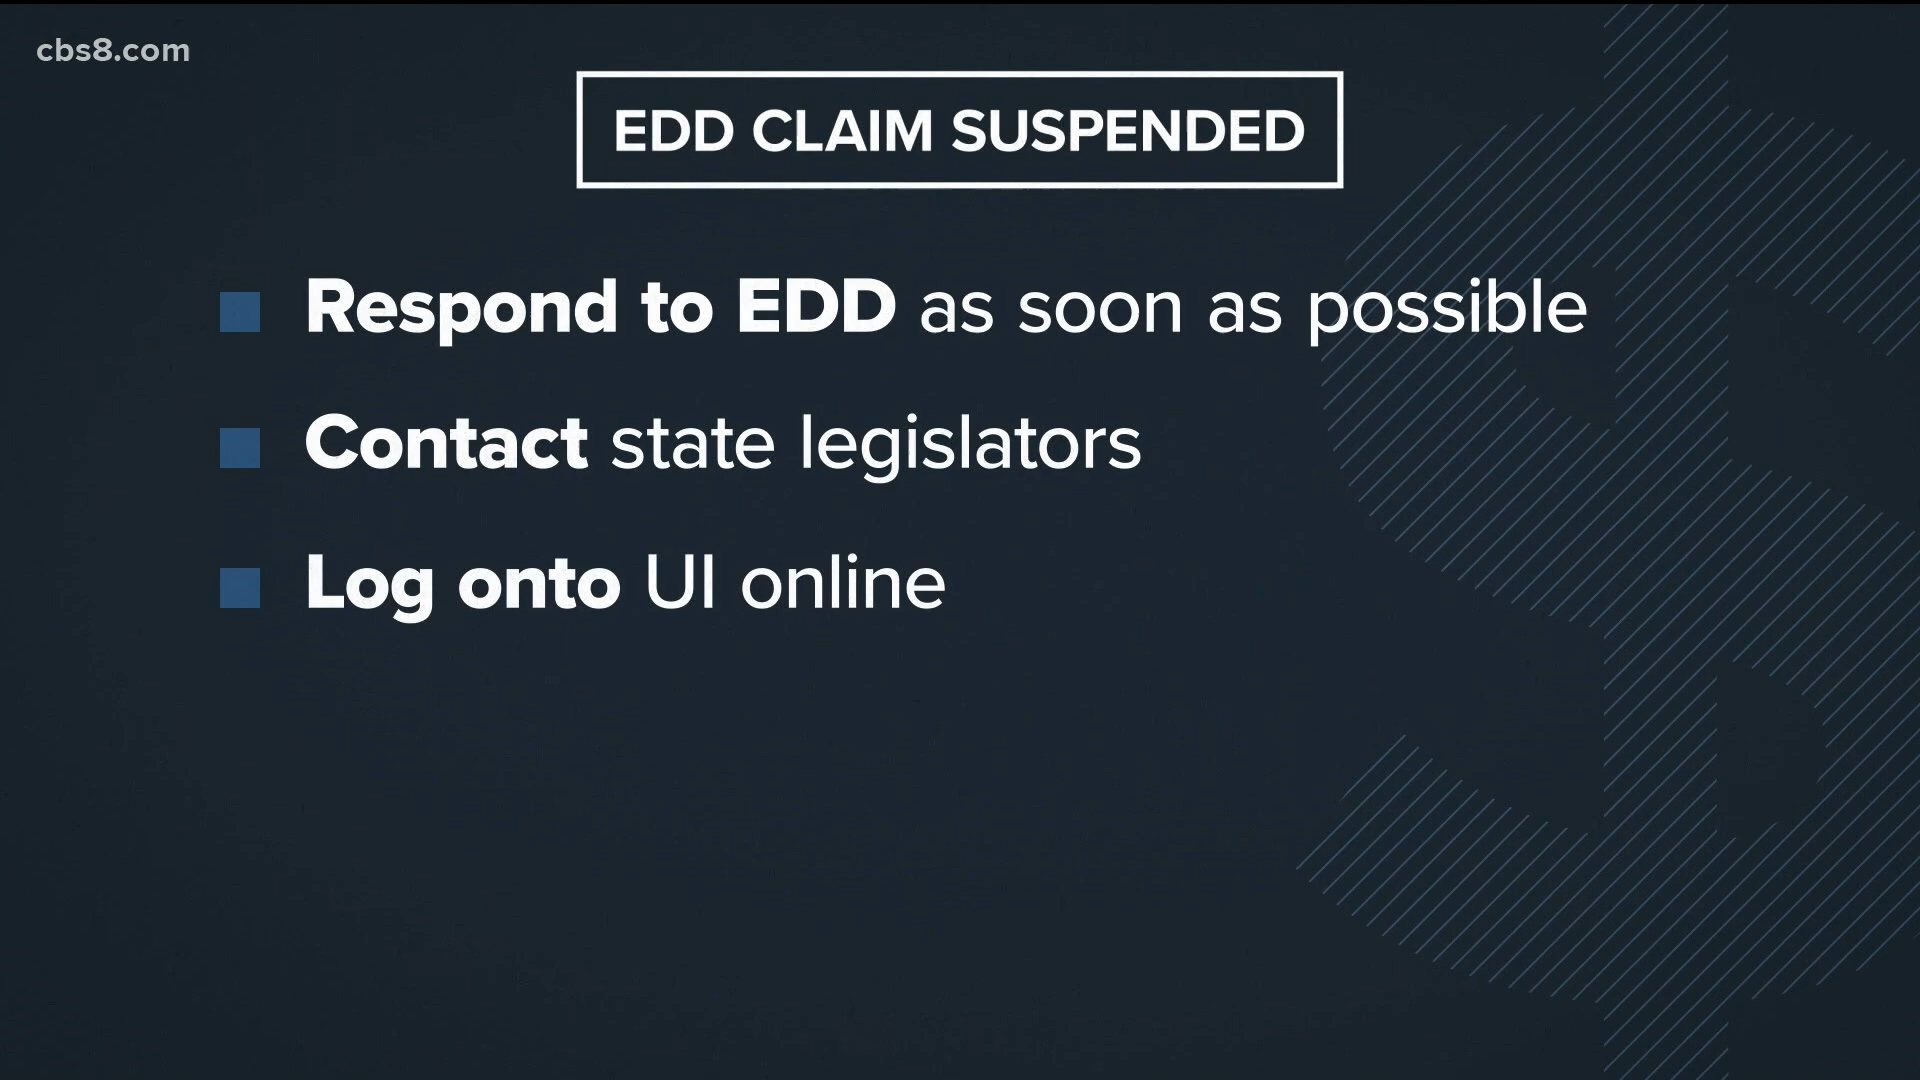 cbs8.com
EDD CLAIM SUSPENDED
Respond to EDD as soon as possible
Contact state legislators
Log onto UI online